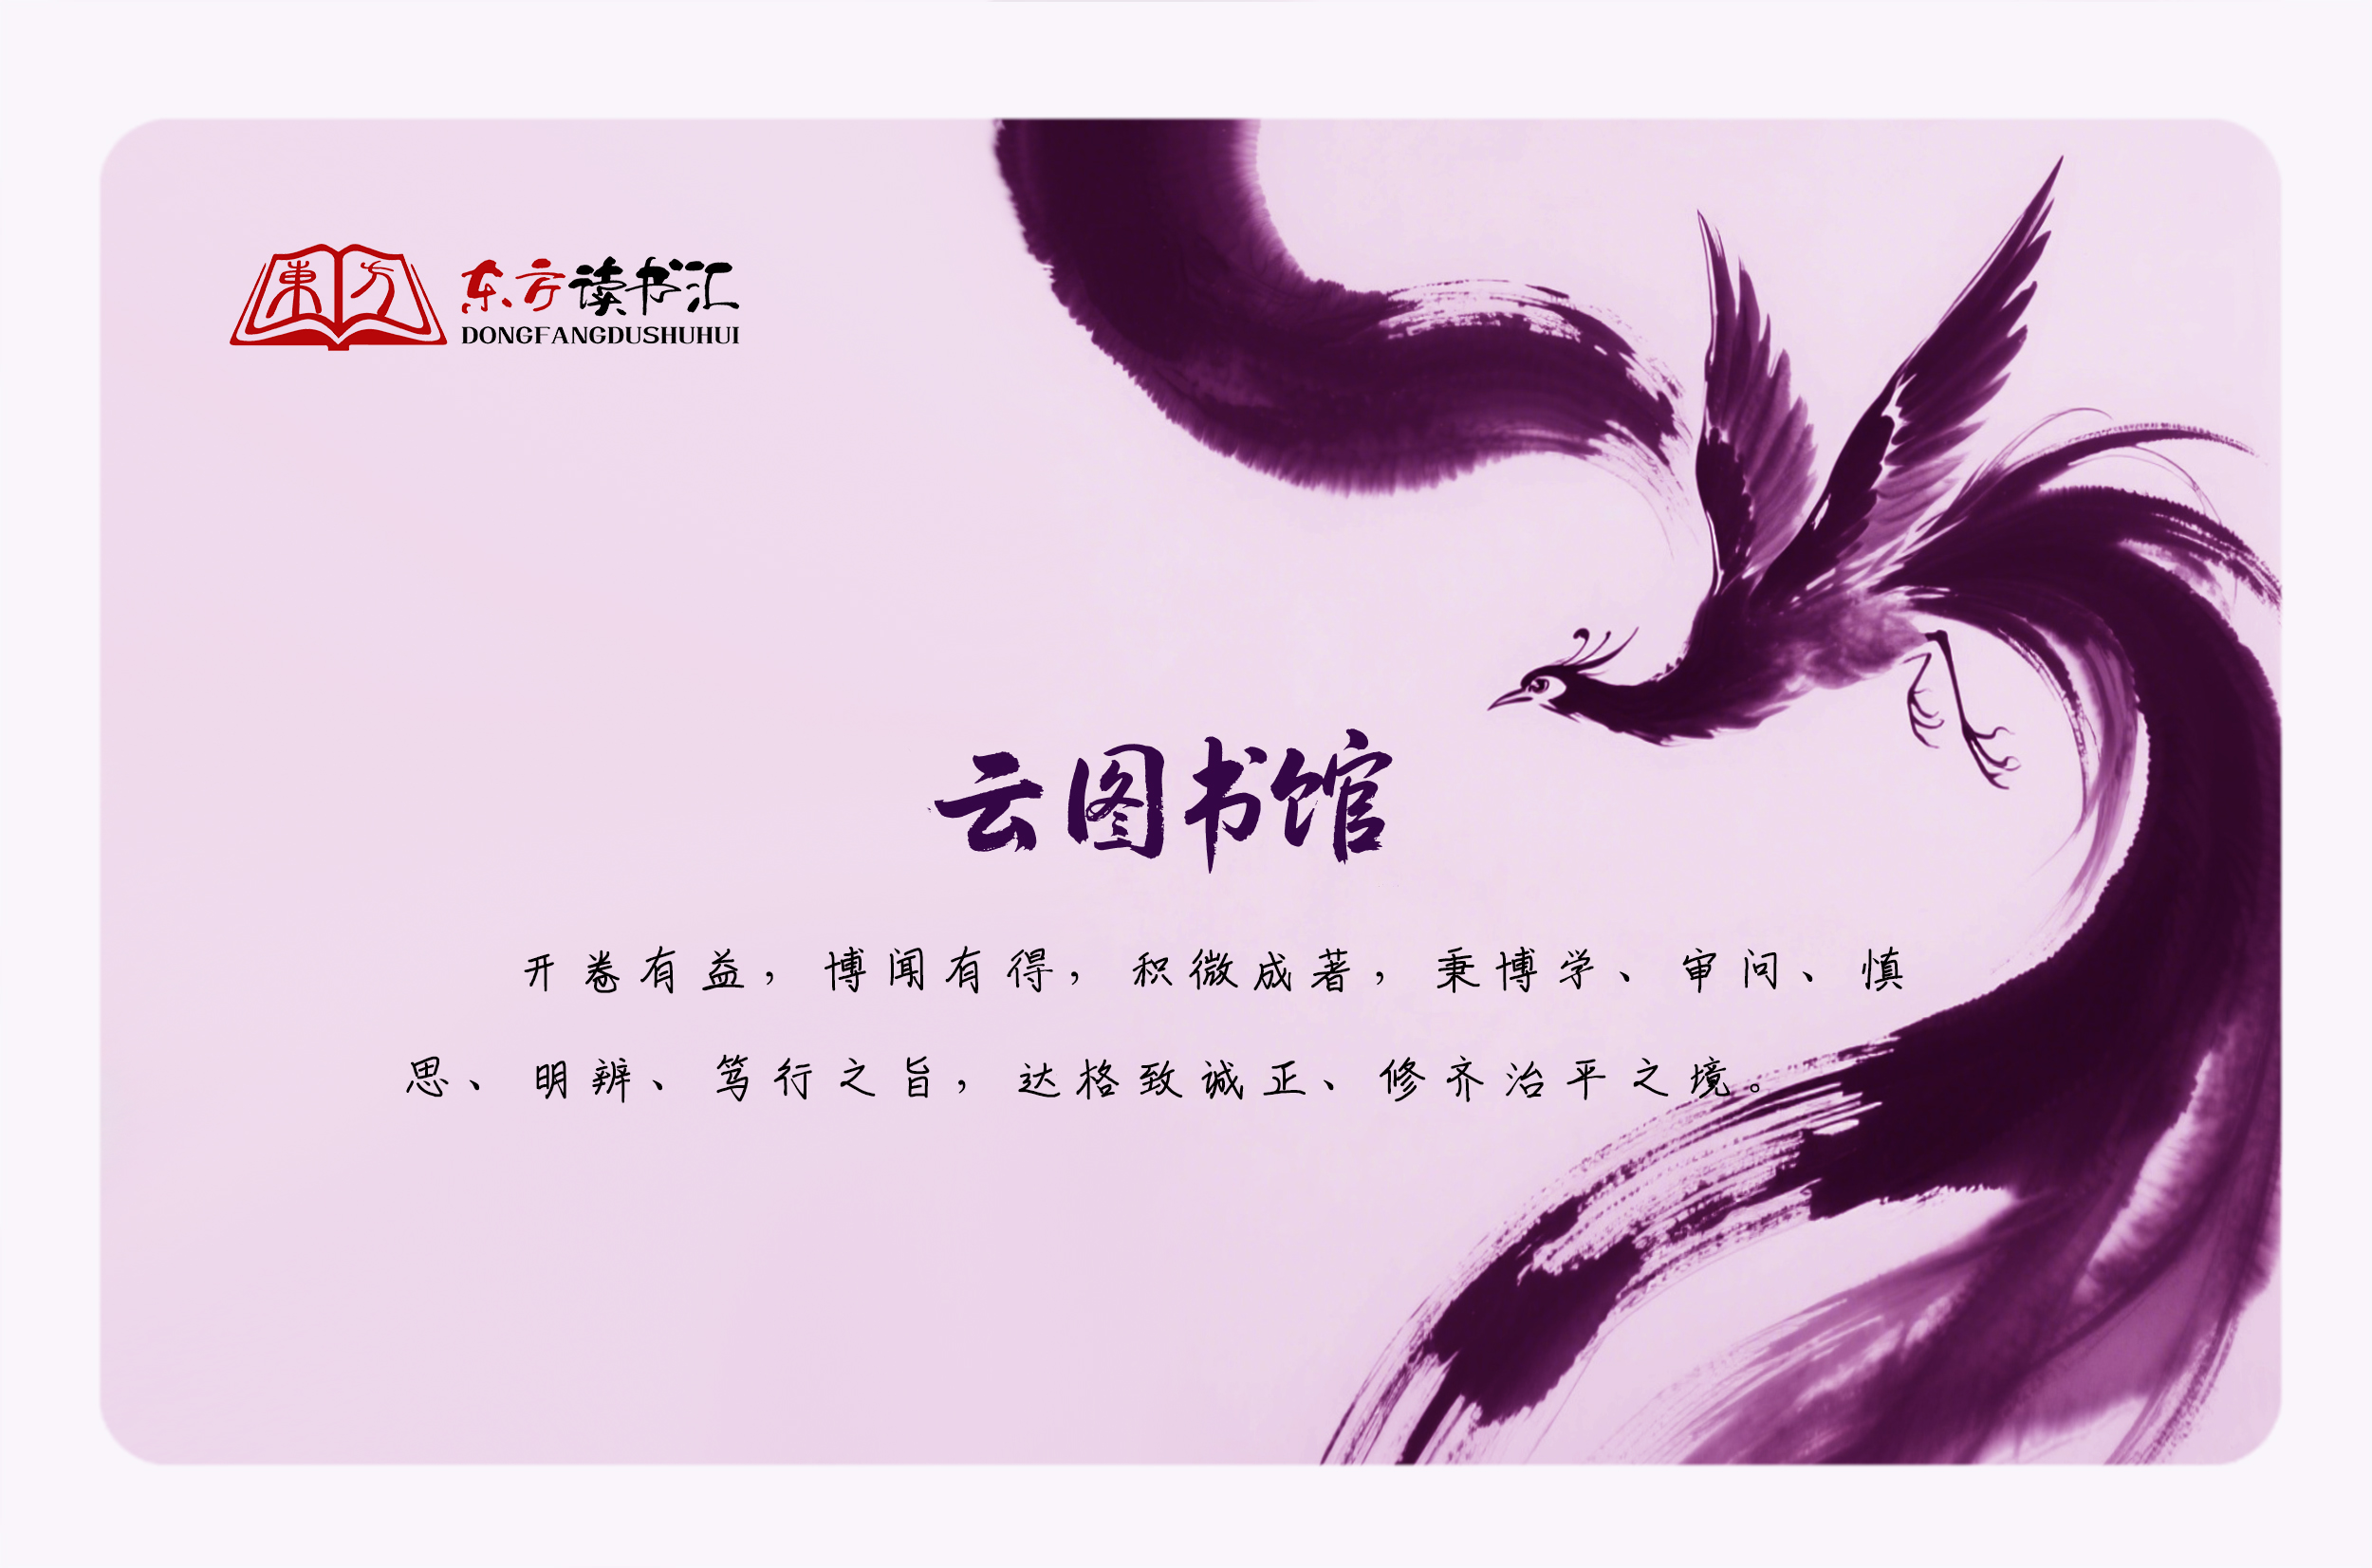 東方
东方读书汇
DONGFANGDUSHUHUI
云图书馆
开卷有益，博闻有得，积微成著，秉博学、审问、慎
思、明辨、笃行之旨，达格致诚正、修齐治平之境。